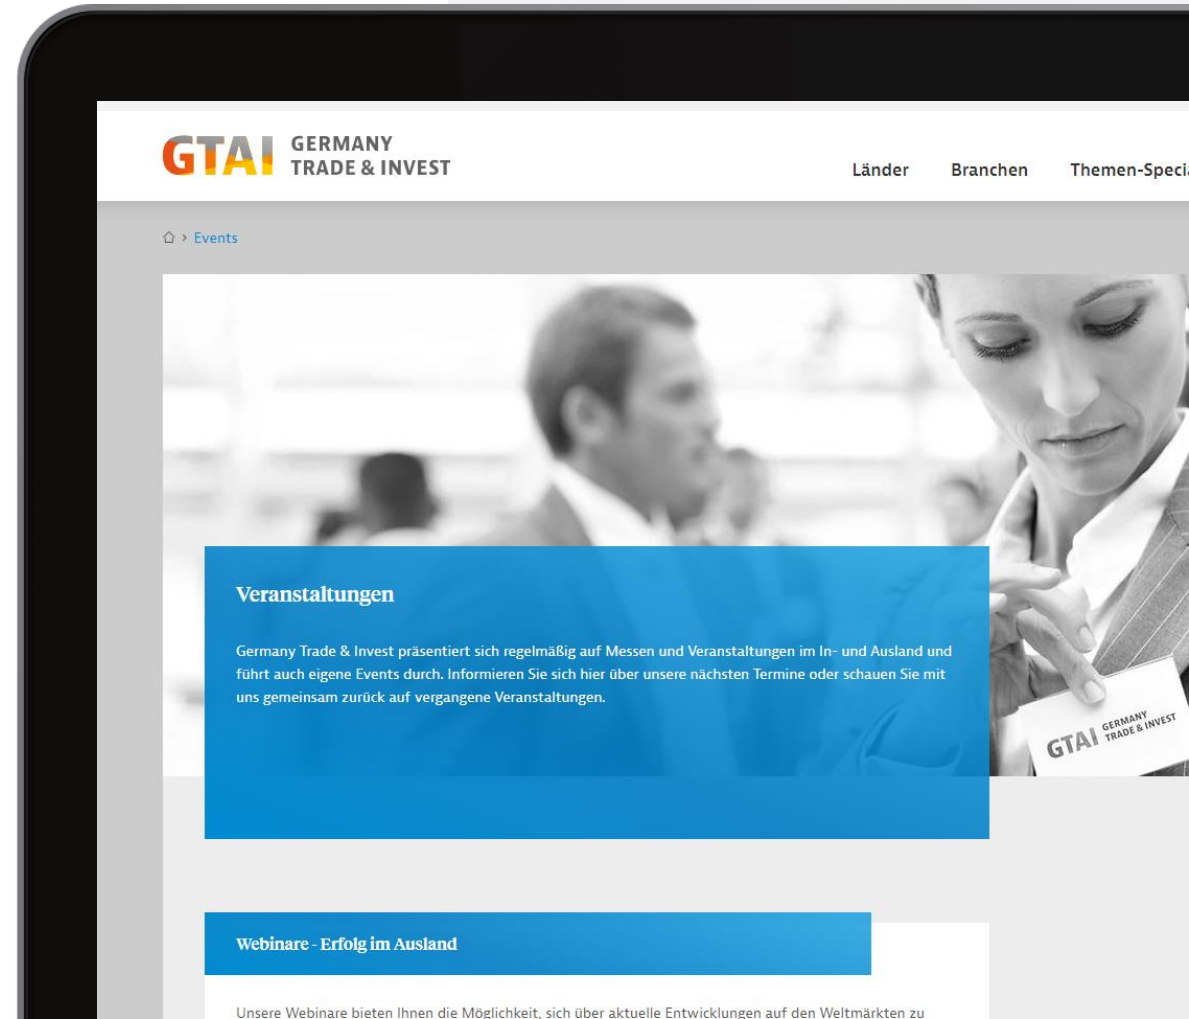 GTAI GERMANY
TRADE & INVEST
Länder Branchen Themen-Speci
> Events
Veranstaltungen
Germany Trade & Invest präsentiert sich regelmäßig auf Messen und Veranstaltungen im In- und Ausland und
führt auch eigene Events durch. Informieren Sie sich hier über unsere nächsten Termine oder schauen Sie mit
uns gemeinsam zurück auf vergangene Veranstaltungen.
GTAI GERMANY
TRADE & INVEST
Webinare - Erfolg im Ausland
Unsere Webinare bieten Ihnen die Möglichkeit, sich über aktuelle Entwicklungen auf den Weltmärkten zu